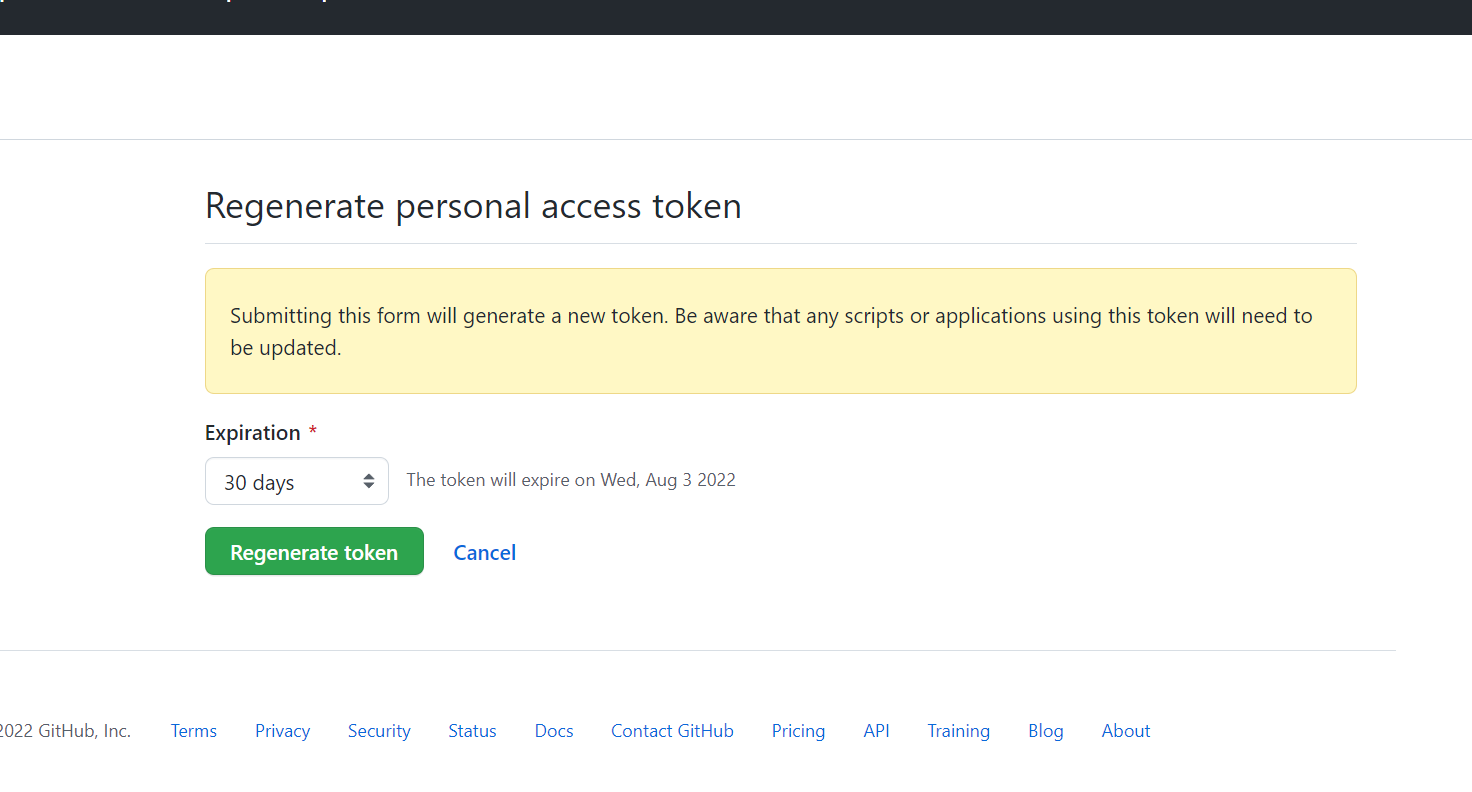 Regenerate personal access token
Submitting this form will generate a new token. Be aware that any scripts or applications using this token will need to
be updated.
Expiration *
30 days
The token will expire on Wed, Aug 3 2022
Regenerate token Cancel
2022 GitHub, Inc. Terms Privacy Security Status Docs Contact GitHub Pricing API Training Blog About